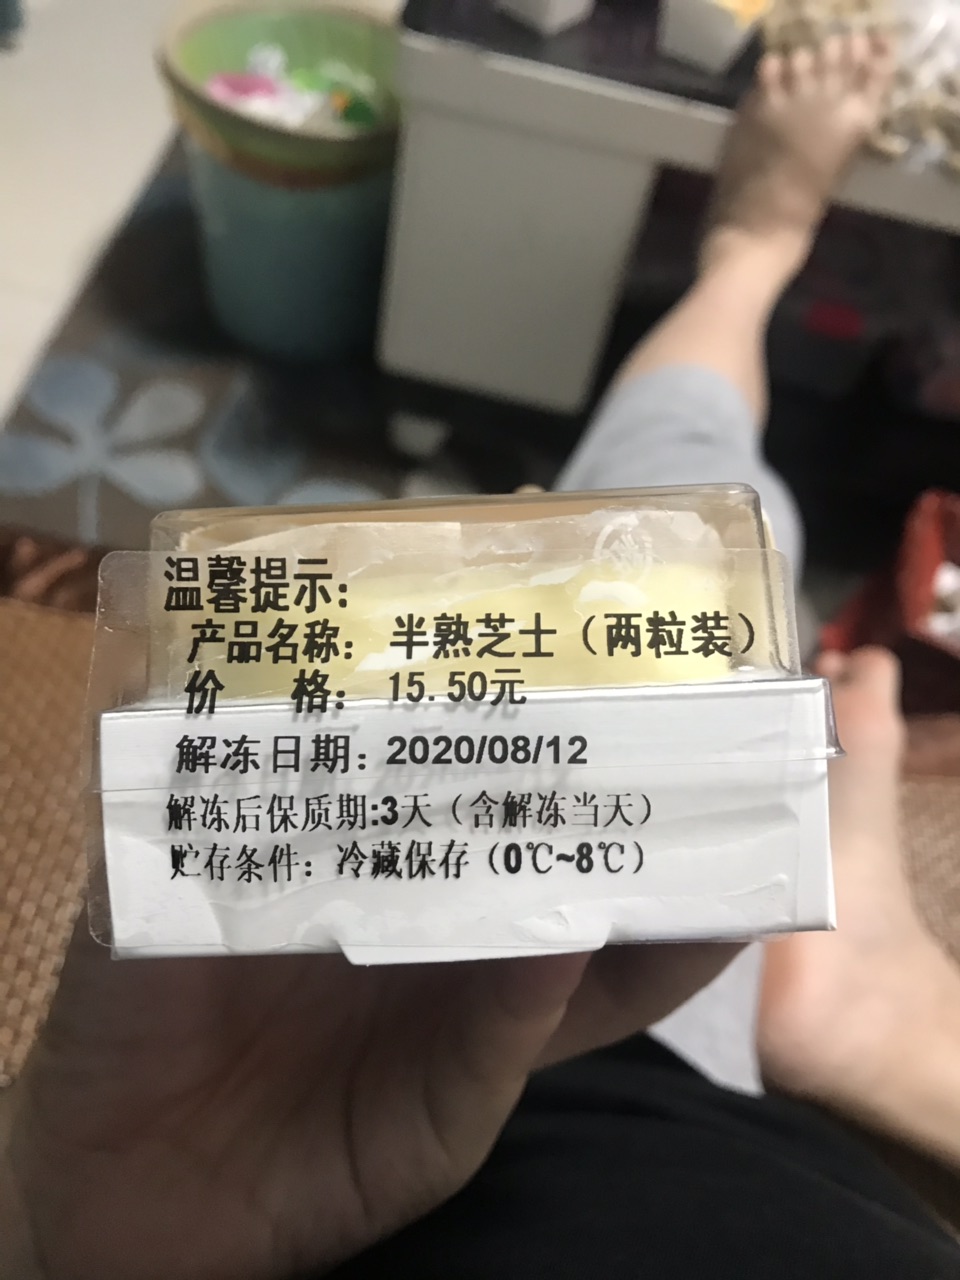 温馨提示:
产品名称: 半熟芝士（两粒装）
价 格: 15.50元
解冻日期: 2020/08/12
解冻后保质期:3天（含解冻当天）
贮存条件: 冷藏保存（0℃~8℃）